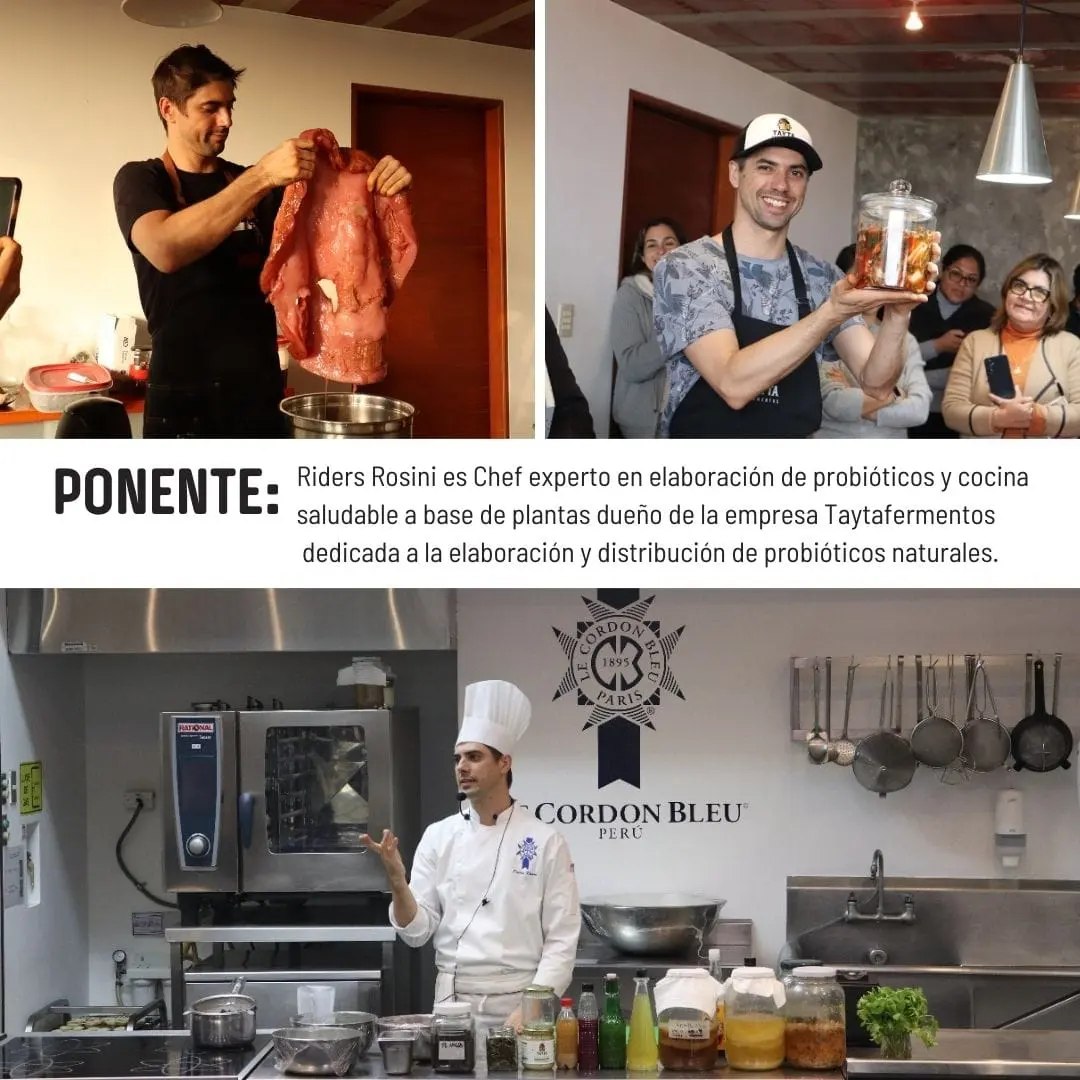 TAYTA
PONENTE:
Riders Rosini es Chef experto en elaboración de probióticos y cocina
saludable a base de plantas dueño de la empresa Taytafermentos
dedicada a la elaboración y distribución de probióticos naturales.
LE CORDON BLEU
1895
PARIS
®
RATIONAL
CORDON BLEU®
PERÚ